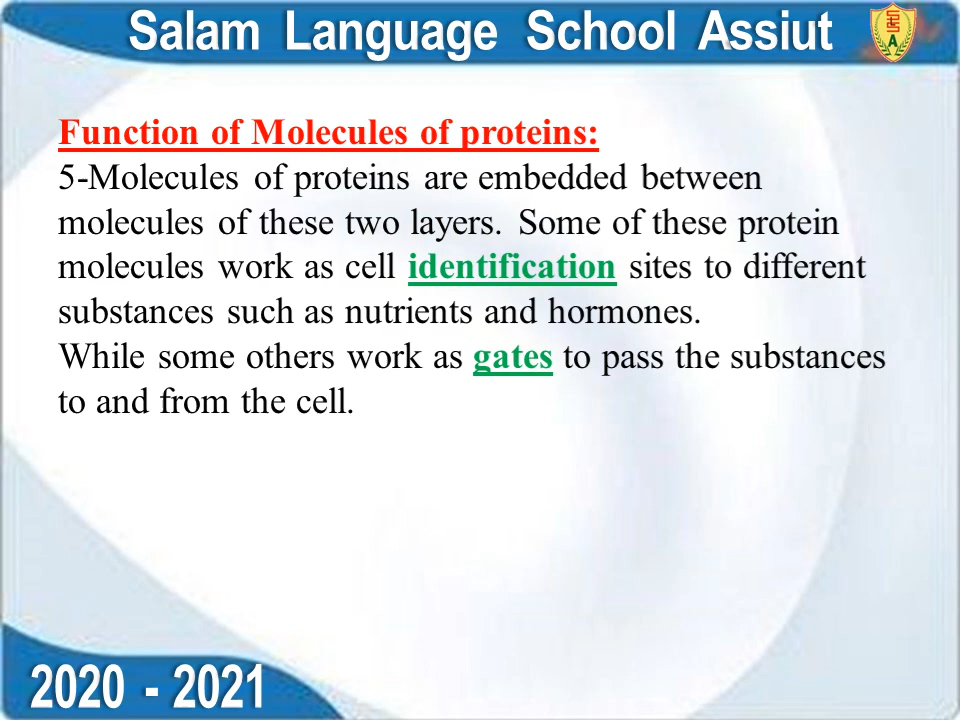 Salam Language School Assiut
Function of Molecules of proteins:
5-Molecules of proteins are embedded between
molecules of these two layers. Some of these protein
molecules work as cell identification sites to different
substances such as nutrients and hormones.
While some others work as gates to pass the substances
to and from the cell.
2020 - 2021